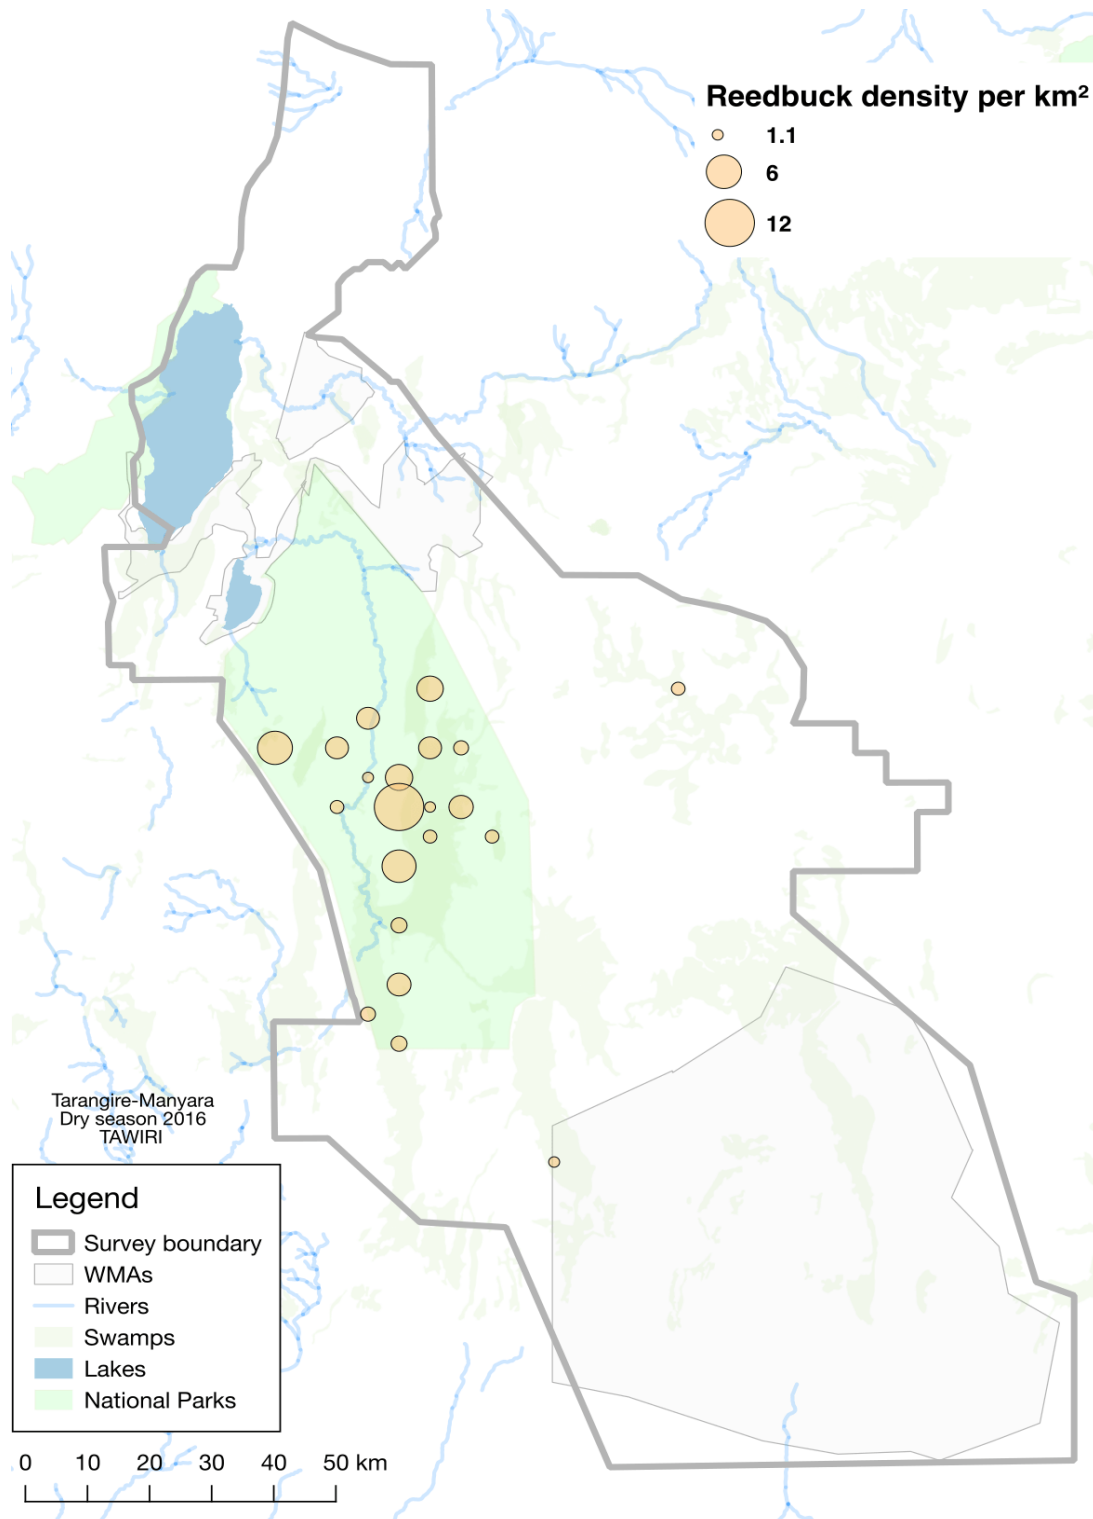 Reedbuck density per km²
1.1
6
12
Tarangire-Manyara
Dry season 2016
TAWIRI
Legend
Survey boundary
WMAs
Rivers
Swamps
Lakes
National Parks
0 10 20 30 40 50 km